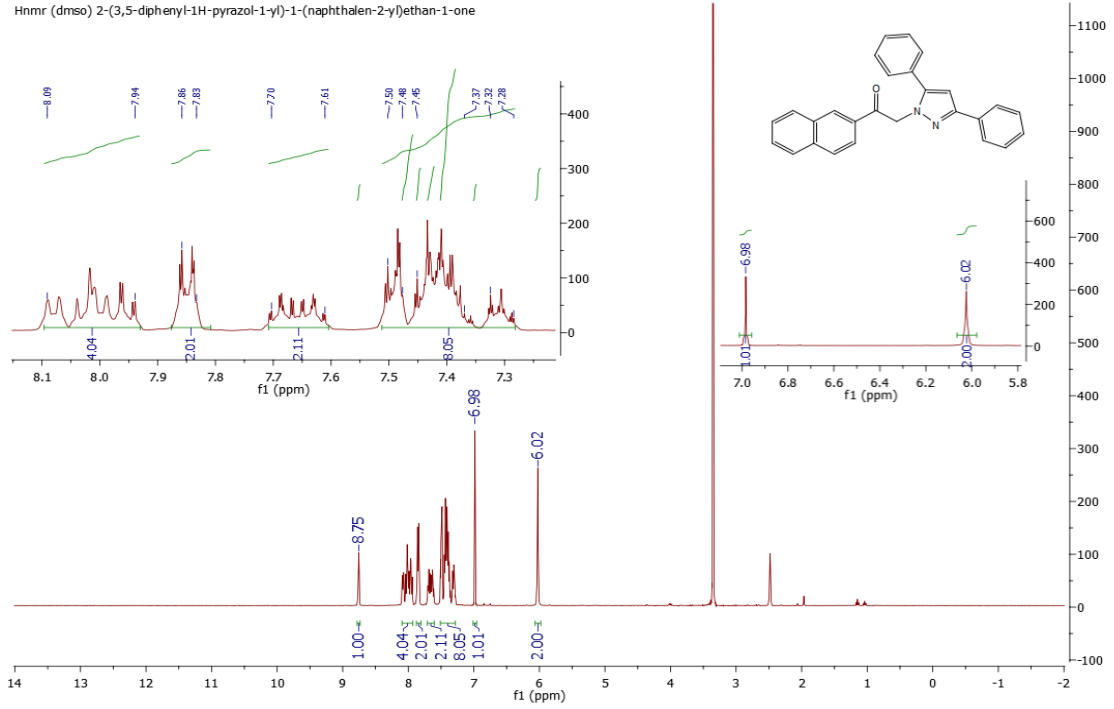 Hnmr (dmso) 2-(3,5-diphenyl-1H-pyrazol-1-yl)-1-(naphthalen-2-yl)ethan-1-one
8.09 7.94 7.86 7.83 7.70 7.61 7.50 7.48 7.45 7.37 7.32 7.28
400
300
200
100
0
4.04 2.01 2.11 8.05
8.1 8.0 7.9 7.8 7.7 7.6 7.5 7.4 7.3
f1 (ppm)
O
N
N
6.98 6.02
600
400
200
0
1.01 2.00
7.0 6.8 6.6 6.4 6.2 6.0 5.8
f1 (ppm)
1100
1000
900
800
700
600
500
400
300
200
100
0
-100
8.75 6.98 6.02
1.00 4.04 2.01 2.11 8.05 1.01 2.00
14 13 12 11 10 9 8 7 6 5 4 3 2 1 0 -1 -2
f1 (ppm)